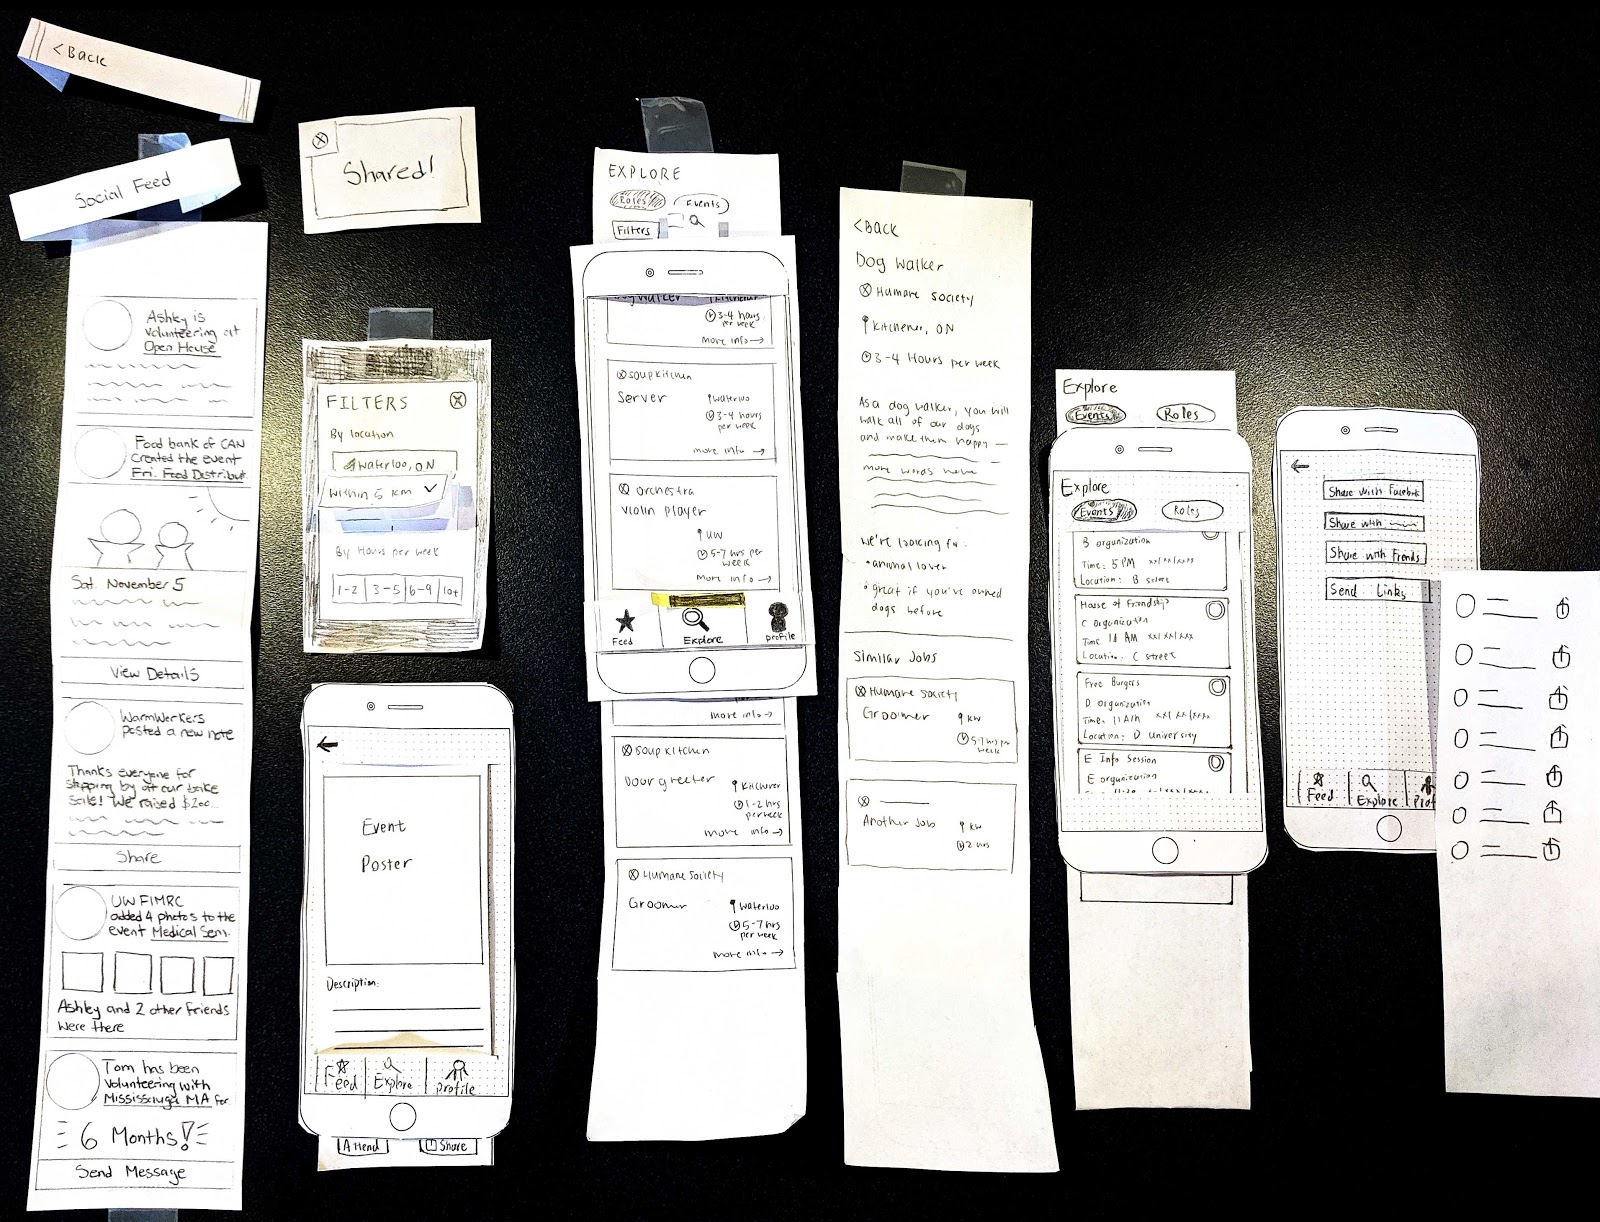 <Back
Social Feed
Ashley is
volunteering at
Open House
Food bank of CAN
Created the event
Fri. Feed Distribut.
Sat November 5
View Details
WarmWerkers
posted a new note
Thanks everyone for
stopping by at our bake
sale! We raised $200...
Share
UW FIMRC
added 4 photos to the
event Medical Sem.
Ashley and 2 other friends
were there
Tom has been
volunteering with
Mississauga MA for
6 Months!
Send Message
Shared!
FILTERS
By location
Waterloo, ON
Within 5 km
By Hours per week
1-2 3-5 6-9 10+
Event
Poster
Description:
Feed Explore Profile
Attend Share
EXPLORE
Roles Events
Filters
Dog Walker Kitchener
3-4 hours
per week
more info →
Soup Kitchen
Server
Waterloo
3-4 hours
per week
more info →
Orchestra
Violin player
UW
5-7 hrs per
week
more info →
Feed Explore profile
more info →
Soup Kitchen
Door greeter
Kitchener
1-2 hrs
per week
more info →
Humane Society
Groomer
Waterloo
5-7 hrs
per week
more info →
<BACK
Dog Walker
Humane Society
Kitchener, ON
3-4 Hours per week
As a dog walker, you will
walk all of our dogs
and make them happy —
more words here
We're looking for:
• animal lover
• great if you've owned
dogs before
Similar Jobs
Humane Society
Groomer
KW
5-7 hrs per
week
Another Job
KW
2 hrs
Explore
Events Roles
Explore
Events Roles
B organization
Time: 5 PM xx/xx/xxxx
Location: B street
House of Friendship
C organization
Time 11 AM xx/xx/xxx
Location: C street
Free Burgers
D organization
Time: 11 AM xx/xx/xxxx
Location: D University
E Info Session
E organization
Share with Facebook
Share with
Share with Friends
Send Links
Feed Explore Prof